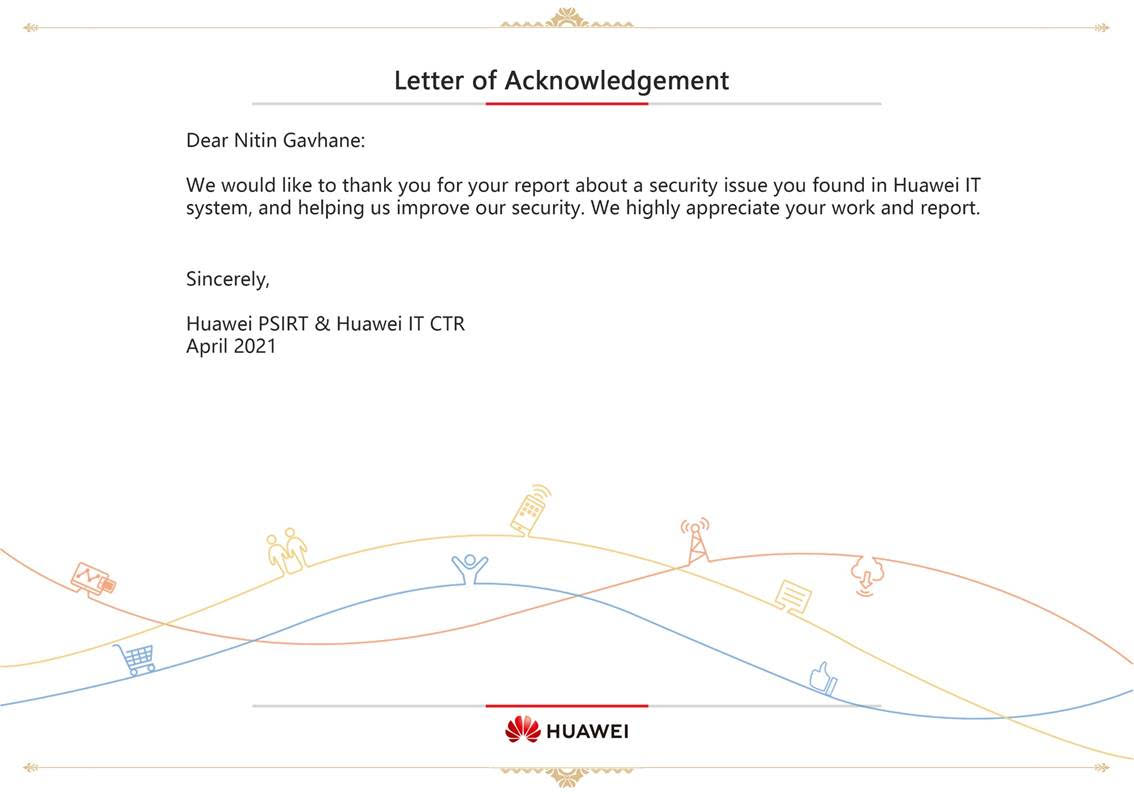 Letter of Acknowledgement
Dear Nitin Gavhane:
We would like to thank you for your report about a security issue you found in Huawei IT
system, and helping us improve our security. We highly appreciate your work and report.
Sincerely,
Huawei PSIRT & Huawei IT CTR
April 2021
HUAWEI